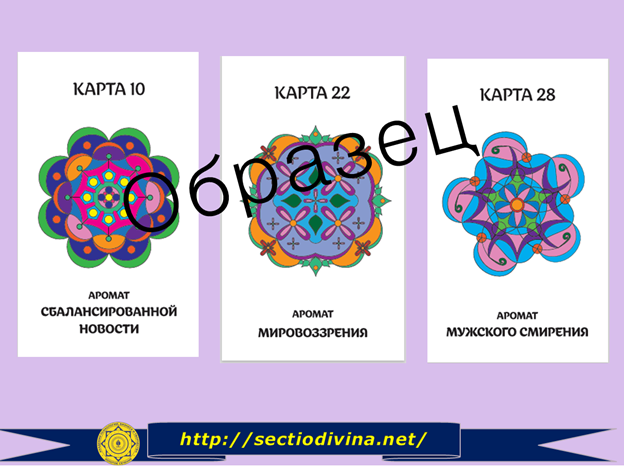 КАРТА 10
АРОМАТ
СБАЛАНСИРОВАННОЙ
НОВОСТИ
КАРТА 22
АРОМАТ
МИРОВОЗЗРЕНИЯ
КАРТА 28
АРОМАТ
МУЖСКОГО СМИРЕНИЯ
Образец
http://sectiodivina.net/